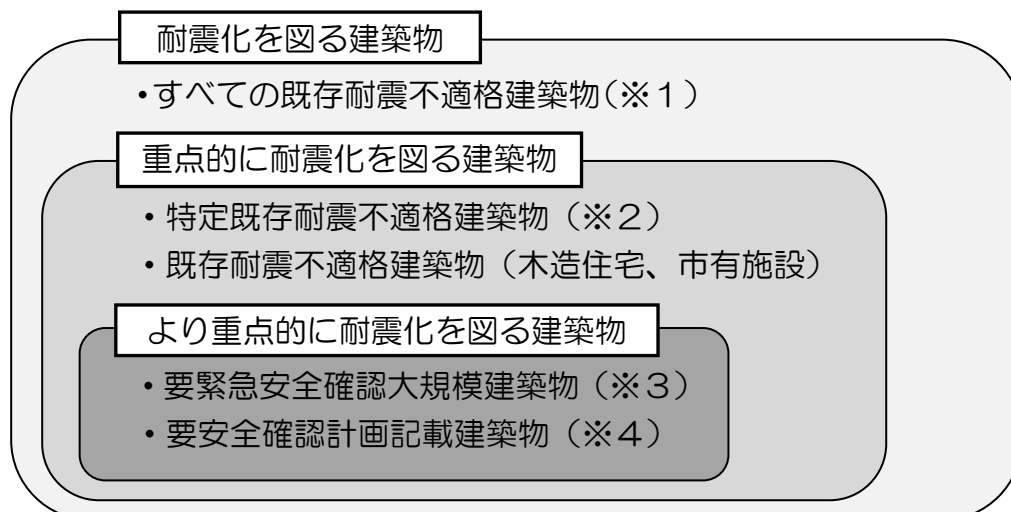 耐震化を図る建築物
・すべての既存耐震不適格建築物(※１)
重点的に耐震化を図る建築物
・特定既存耐震不適格建築物（※２）
・既存耐震不適格建築物（木造住宅、市有施設）
より重点的に耐震化を図る建築物
・要緊急安全確認大規模建築物（※３）
・要安全確認計画記載建築物（※４）